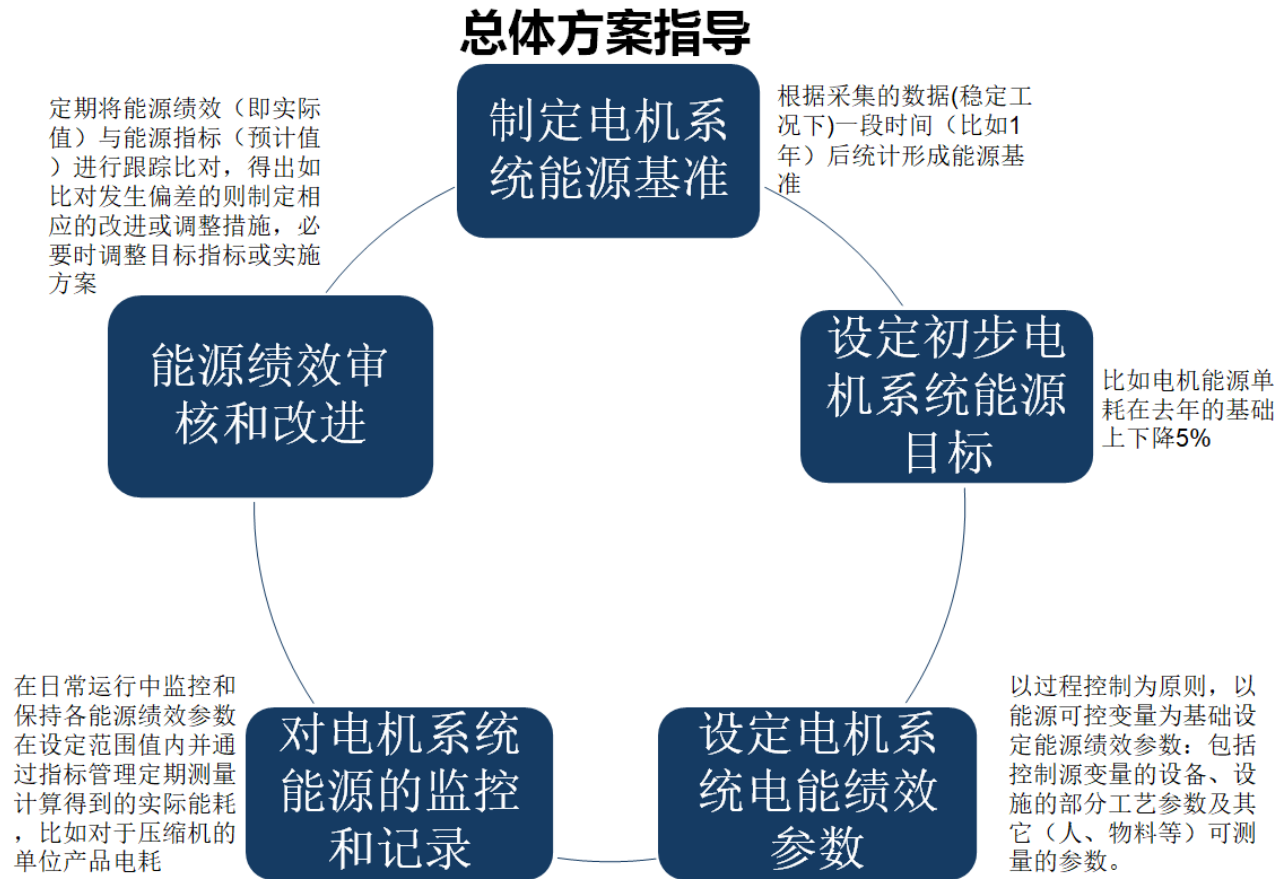 总体方案指导
制定电机系
统能源基准
根据采集的数据(稳定工
况下)一段时间（比如1
年）后统计形成能源基
准
设定初步电
机系统能源
目标
比如电机能源单
耗在去年的基础
上下降5%
设定电机系
统电能绩效
参数
以过程控制为原则，以
能源可控变量为基础设
定能源绩效参数：包括
控制源变量的设备、设
施的部分工艺参数及其
它（人、物料等）可测
量的参数。
对电机系统
能源的监控
和记录
在日常运行中监控和
保持各能源绩效参数
在设定范围值内并通
过指标管理定期测量
计算得到的实际能耗
，比如对于压缩机的
单位产品电耗
能源绩效审
核和改进
定期将能源绩效（即实际
值）与能源指标（预计值
）进行跟踪比对，得出如
比对发生偏差的则制定相
应的改进或调整措施，必
要时调整目标指标或实施
方案